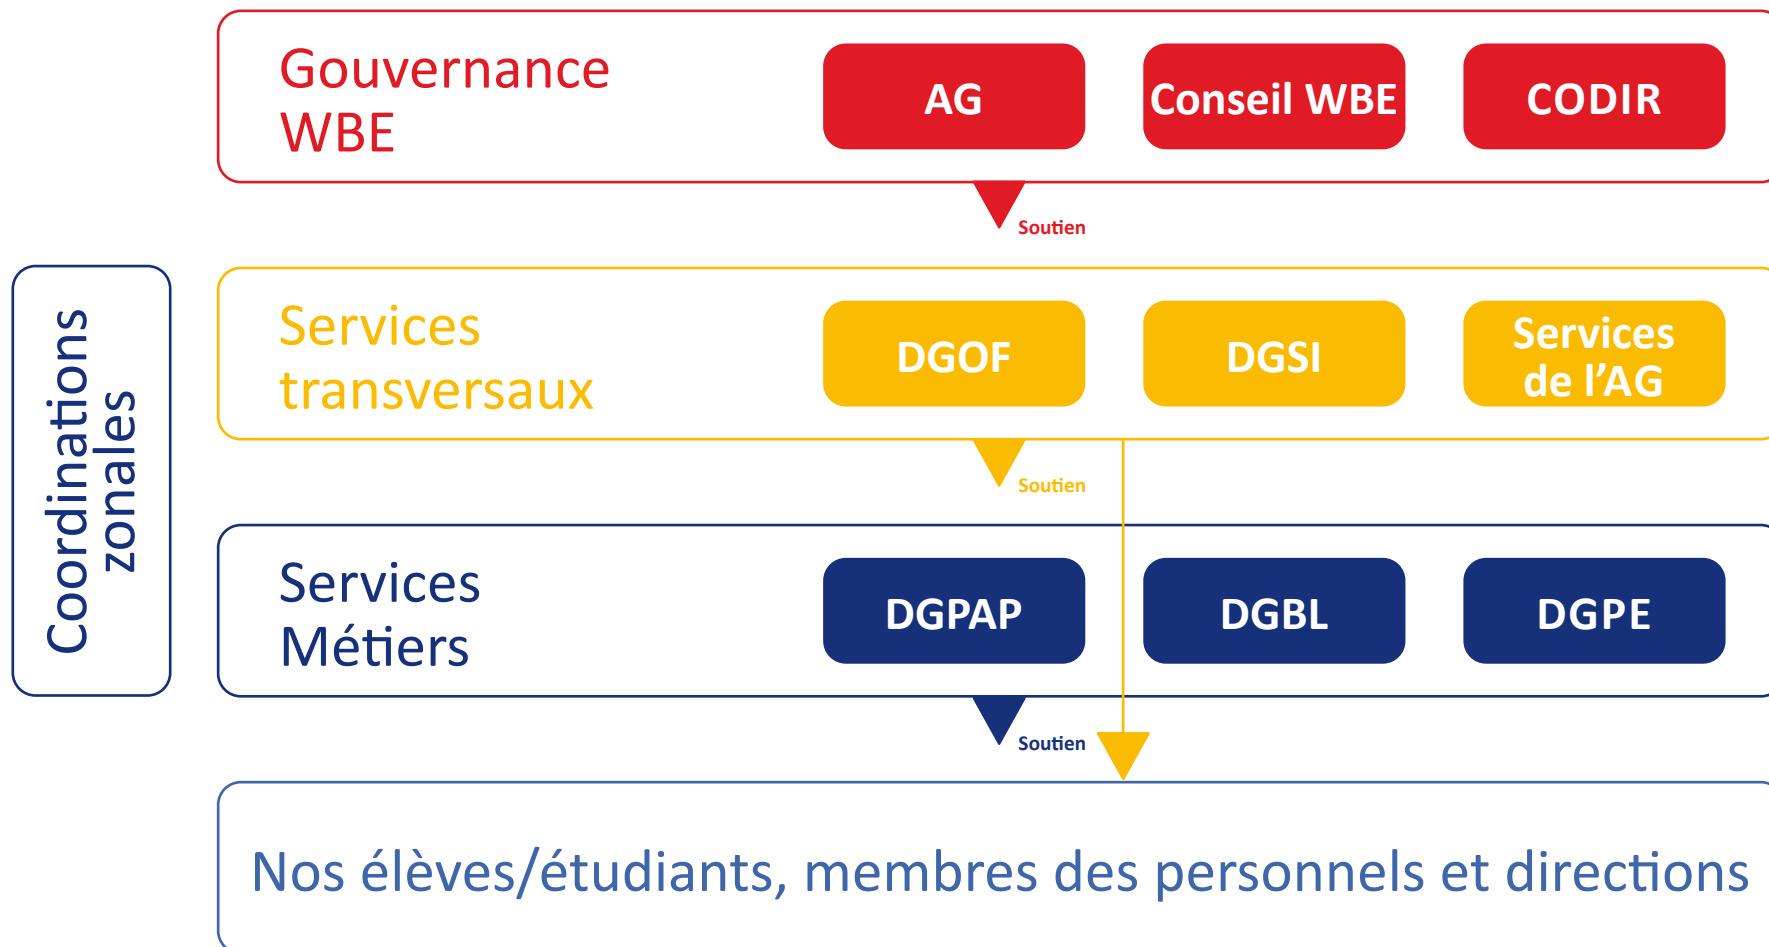 Gouvernance
WBE
AG
Conseil WBE
CODIR
Soutien
Coordinations
zonales
Services
transversaux
DGOF
DGSI
Services
de l’AG
Soutien
Services
Métiers
DGPAP
DGBL
DGPE
Soutien
Nos élèves/étudiants, membres des personnels et directions